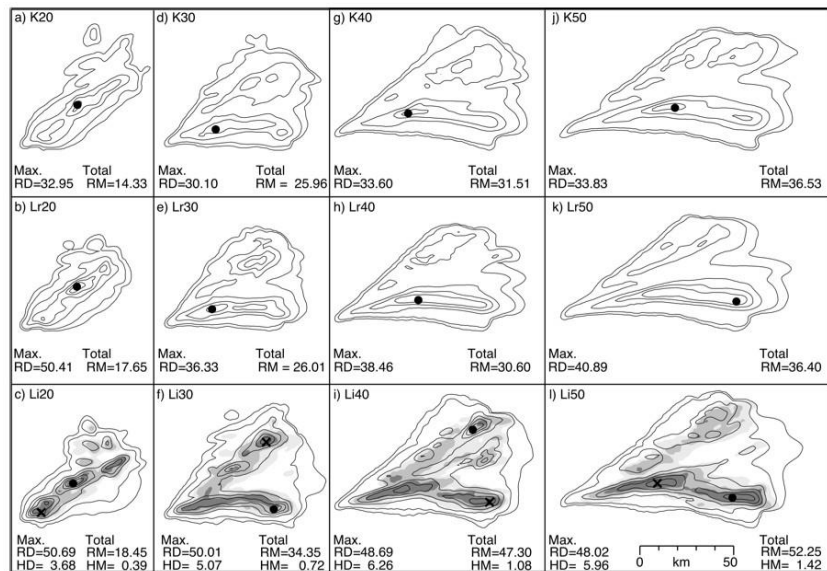 a) K20
Max. Total
RD=32.95 RM=14.33
d) K30
Max. Total
RD=30.10 RM = 25.96
g) K40
Max. Total
RD=33.60 RM=31.51
j) K50
Max. Total
RD=33.83 RM=36.53
b) Lr20
Max. Total
RD=50.41 RM=17.65
e) Lr30
Max. Total
RD=36.33 RM = 26.01
h) Lr40
Max. Total
RD=38.46 RM=30.60
k) Lr50
Max. Total
RD=40.89 RM=36.40
c) Li20
Max. Total
RD=50.69 RM=18.45
HD= 3.68 HM= 0.39
f) Li30
Max. Total
RD=50.01 RM=34.35
HD= 5.07 HM= 0.72
i) Li40
Max. Total
RD=48.69 RM=47.30
HD= 6.26 HM= 1.08
l) Li50
Max. Total
RD=48.02 RM=52.25
HD= 5.96 HM= 1.42
0 km 50